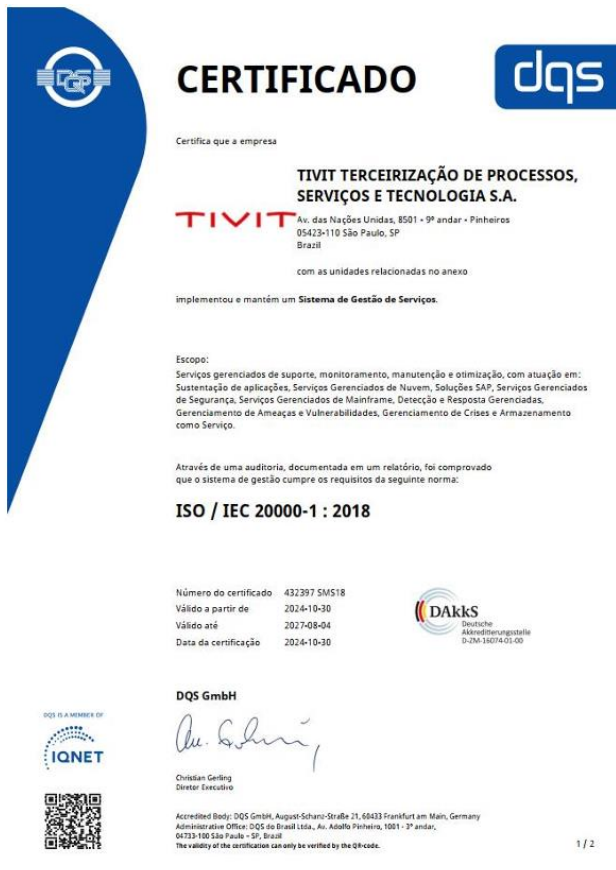 DQS
CERTIFICADO
dqs
Certifica que a empresa
TIVIT
TIVIT TERCEIRIZAÇÃO DE PROCESSOS,
SERVIÇOS E TECNOLOGIA S.A.
Av. das Nações Unidas, 8501 - 9º andar - Pinheiros
05423-110 São Paulo, SP
Brazil
com as unidades relacionadas no anexo
implementou e mantém um Sistema de Gestão de Serviços.
Escopo:
Serviços gerenciados de suporte, monitoramento, manutenção e otimização, com atuação em:
Sustentação de aplicações, Serviços Gerenciados de Nuvem, Soluções SAP, Serviços Gerenciados
de Segurança, Serviços Gerenciados de Mainframe, Detecção e Resposta Gerenciadas,
Gerenciamento de Ameaças e Vulnerabilidades, Gerenciamento de Crises e Armazenamento
como Serviço.
Através de uma auditoria, documentada em um relatório, foi comprovado
que o sistema de gestão cumpre os requisitos da seguinte norma:
ISO / IEC 20000-1 : 2018
Número do certificado 432397 SMS18
Válido a partir de 2024-10-30
Válido até 2027-08-04
Data da certificação 2024-10-30
DAkkS
Deutsche
Akkreditierungsstelle
D-ZM-16074-01-00
DQS GmbH
DQS IS A MEMBER OF
IQNET
Christian Gerling
Diretor Executivo
Accredited Body: DQS GmbH, August-Schanz-Straße 21, 60433 Frankfurt am Main, Germany
Administrative Office: DQS do Brasil Ltda., Av. Adolfo Pinheiro, 1001 - 3º andar,
04733-100 São Paulo – SP, Brazil
The validity of the certification can only be verified by the QR-code.
1 / 2